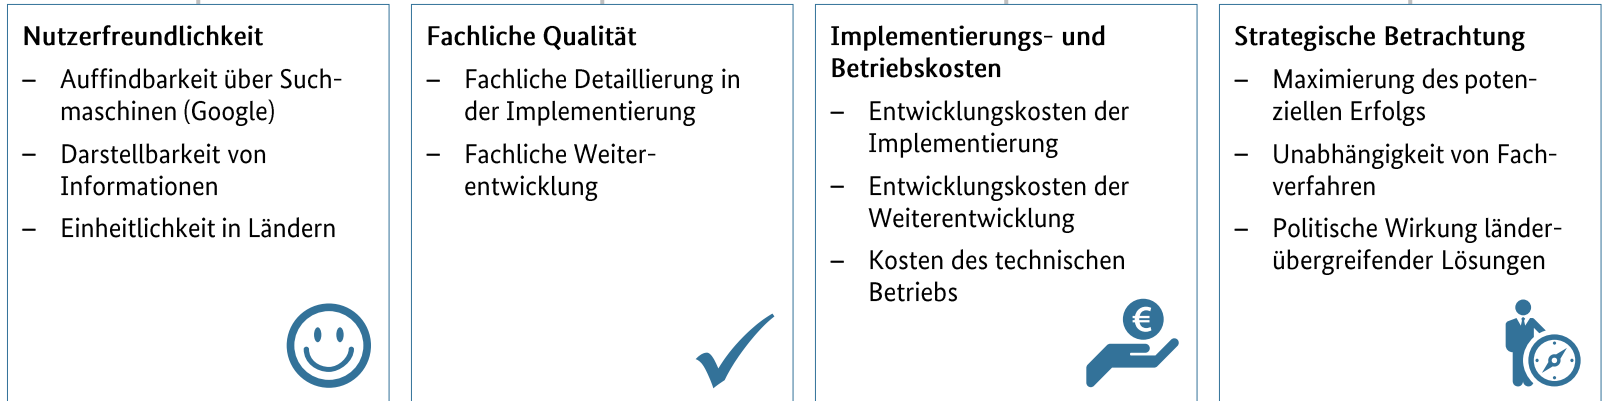 Nutzerfreundlichkeit
– Auffindbarkeit über Such-
maschinen (Google)
– Darstellbarkeit von
Informationen
– Einheitlichkeit in Ländern
Fachliche Qualität
– Fachliche Detaillierung in
der Implementierung
– Fachliche Weiter-
entwicklung
Implementierungs- und
Betriebskosten
– Entwicklungskosten der
Implementierung
– Entwicklungskosten der
Weiterentwicklung
– Kosten des technischen
Betriebs
€
Strategische Betrachtung
– Maximierung des poten-
ziellen Erfolgs
– Unabhängigkeit von Fach-
verfahren
– Politische Wirkung länder-
übergreifender Lösungen